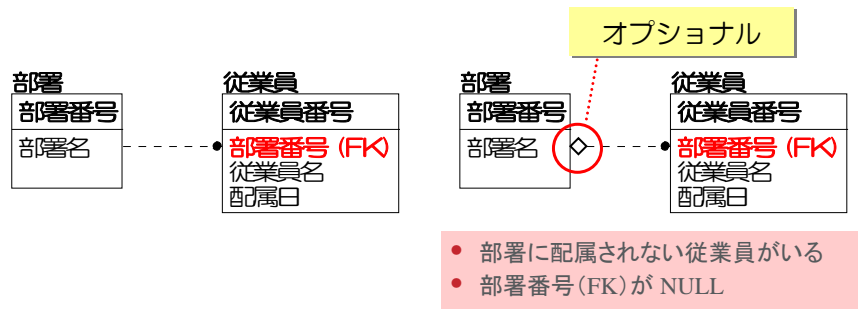 オプショナル
部署
部署番号
部署名
従業員
従業員番号
部署番号 (FK)
従業員名
配属日
部署
部署番号
部署名
従業員
従業員番号
部署番号 (FK)
従業員名
配属日
• 部署に配属されない従業員がいる
• 部署番号(FK)が NULL